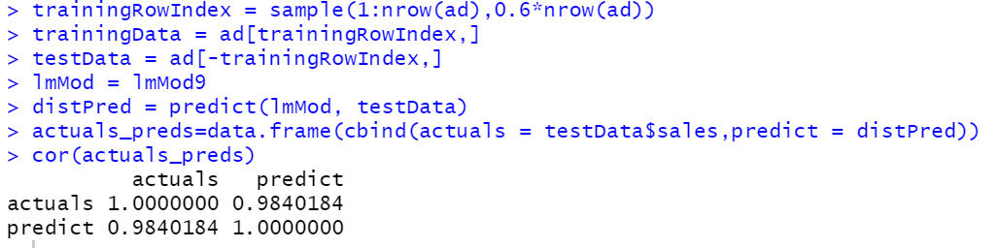 > trainingRowIndex = sample(1:nrow(ad),0.6*nrow(ad))
> trainingData = ad[trainingRowIndex,]
> testData = ad[-trainingRowIndex,]
> lmMod = lmMod9
> distPred = predict(lmMod, testData)
> actuals_preds=data.frame(cbind(actuals = testData$sales,predict = distPred))
> cor(actuals_preds)
          actuals   predict
actuals 1.0000000 0.9840184
predict 0.9840184 1.0000000